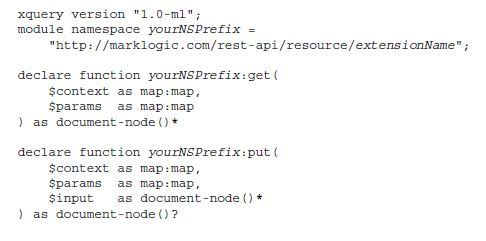 xquery version "1.0-ml";
module namespace yourNSPrefix =
    "http://marklogic.com/rest-api/resource/extensionName";
declare function yourNSPrefix:get(
    $context as map:map,
    $params  as map:map
) as document-node()*
declare function yourNSPrefix:put(
    $context as map:map,
    $params  as map:map,
    $input   as document-node()*
) as document-node()?